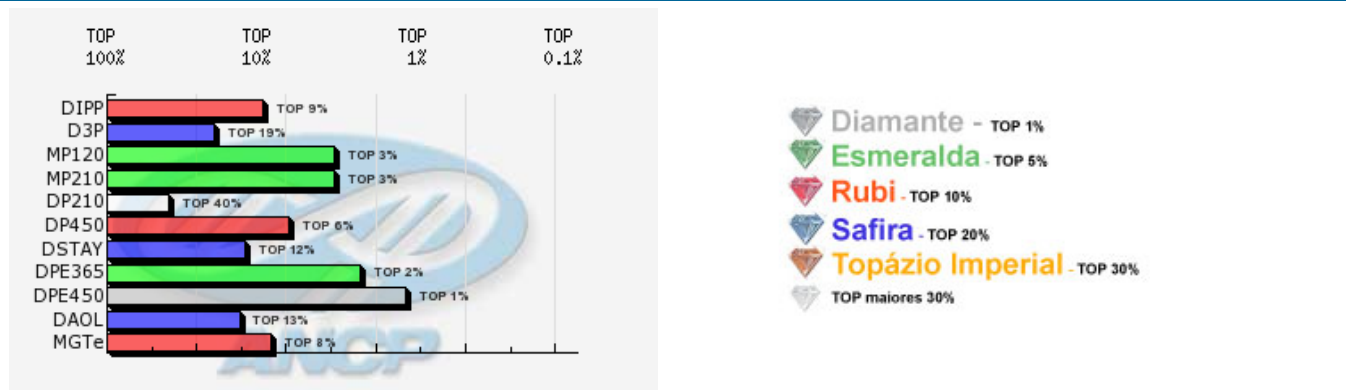 TOP TOP TOP TOP
100% 10% 1% 0.1%
DIPP TOP 9%
D3P TOP 19%
MP120 TOP 3%
MP210 TOP 3%
DP210 TOP 40%
DP450 TOP 6%
DSTAY TOP 12%
DPE365 TOP 2%
DPE450 TOP 1%
DAOL TOP 13%
MGTe TOP 8%
ANCP
Diamante - TOP 1%
Esmeralda - TOP 5%
Rubi - TOP 10%
Safira - TOP 20%
Topázio Imperial - TOP 30%
TOP maiores 30%